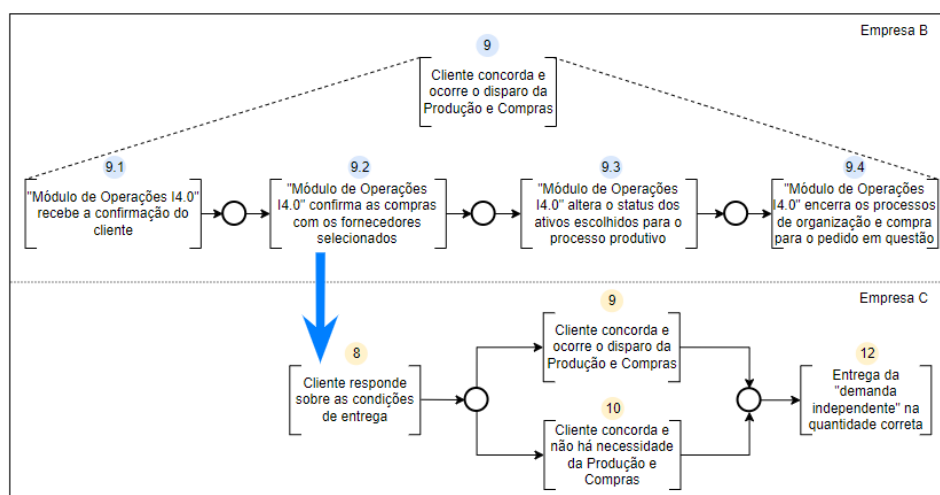 Empresa B
9
Cliente concorda e
ocorre o disparo da
Produção e Compras
9.1
"Módulo de Operações I4.0"
recebe a confirmação do
cliente
9.2
"Módulo de Operações
I4.0" confirma as compras
com os fornecedores
selecionados
9.3
"Módulo de Operações
I4.0" altera o status dos
ativos escolhidos para o
processo produtivo
9.4
"Módulo de Operações
I4.0" encerra os processos
de organização e compra
para o pedido em questão
Empresa C
8
Cliente responde
sobre as condições
de entrega
9
Cliente concorda e
ocorre o disparo da
Produção e Compras
10
Cliente concorda e
não há necessidade
da Produção e
Compras
12
Entrega da
"demanda
independente" na
quantidade correta